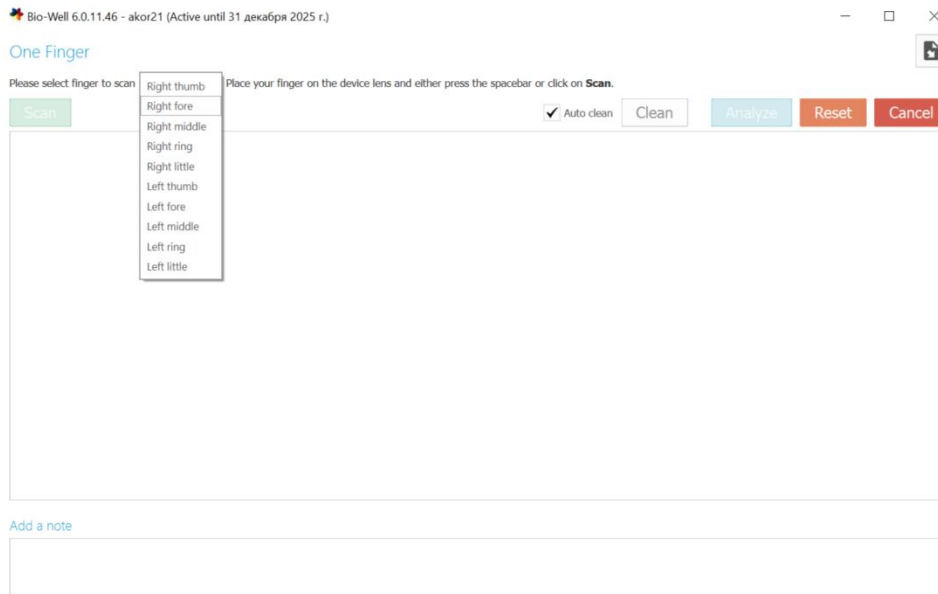 Bio-Well 6.0.11.46 - akor21 (Active until 31 декабря 2025 г.)
One Finger
Please select finger to scan
Place your finger on the device lens and either press the spacebar or click on Scan.
Right thumb
Right fore
Right middle
Right ring
Right little
Left thumb
Left fore
Left middle
Left ring
Left little
Scan
Auto clean
Clean
Analyze
Reset
Cancel
Add a note